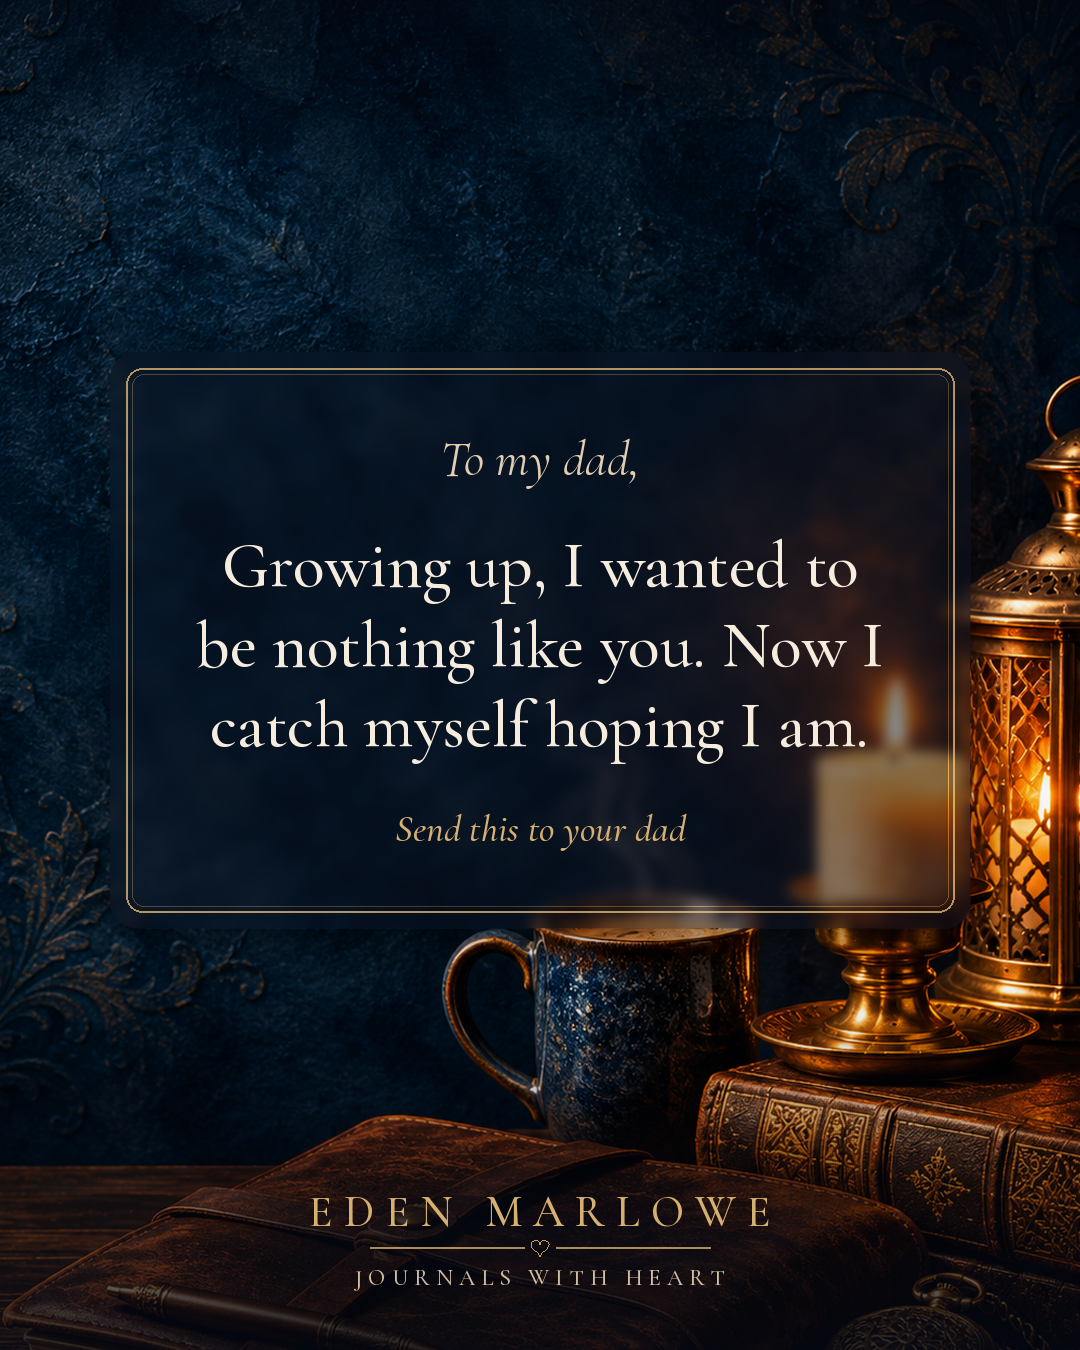 To my dad,
Growing up, I wanted to
be nothing like you. Now I
catch myself hoping I am.
Send this to your dad
EDEN MARLOWE
JOURNALS WITH HEART